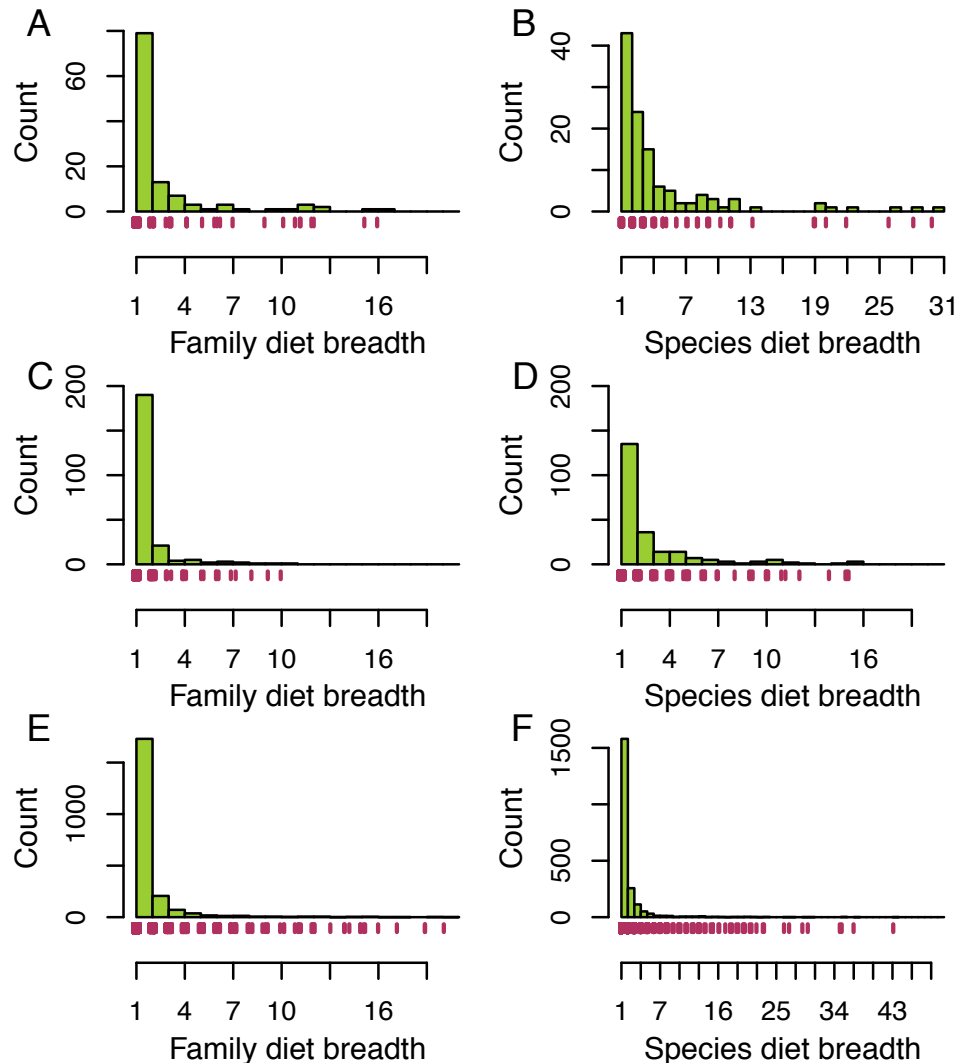 A
Count
0 20 60
1 4 7 10 16
Family diet breadth
B
Count
0 20 40
1 7 13 19 25 31
Species diet breadth
C
Count
0 100 200
1 4 7 10 16
Family diet breadth
D
Count
0 100 200
1 4 7 10 16
Species diet breadth
E
Count
0 1000
1 4 7 10 16
Family diet breadth
F
Count
0 500 1500
1 7 16 25 34 43
Species diet breadth